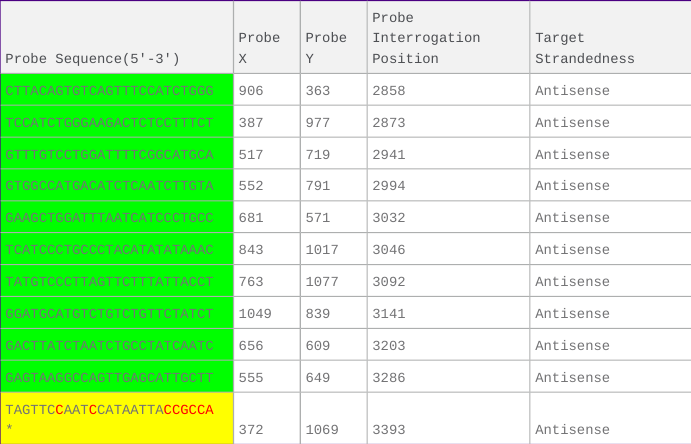 Probe Sequence(5'-3') Probe X Probe Y Probe Interrogation Position Target Strandedness
CTTACAGTGTCAGTTTCCATCTGGG 906 363 2858 Antisense
TCCATCTGGGAAGACTCTCCTTTCT 387 977 2873 Antisense
GTTTGTCCTGGATTTTCGGCATGCA 517 719 2941 Antisense
GTGGCCATGACATCTCAATCTTGTA 552 791 2994 Antisense
GAAGCTGGATTTAATCATCCCTGCC 681 571 3032 Antisense
TCATCCCTGCCCTACATATATAAAC 843 1017 3046 Antisense
TATGTCCCTTAGTTCTTTATTACCT 763 1077 3092 Antisense
GGATGCATGTCTGTCTGTTCTATCT 1049 839 3141 Antisense
GACTTATCTAATCTGCCTATCAATC 656 609 3203 Antisense
GAGTAAGGCCAGTTGAGCATTGCTT 555 649 3286 Antisense
TAGTTCCAATCCATAATTACCGCCA
* 372 1069 3393 Antisense